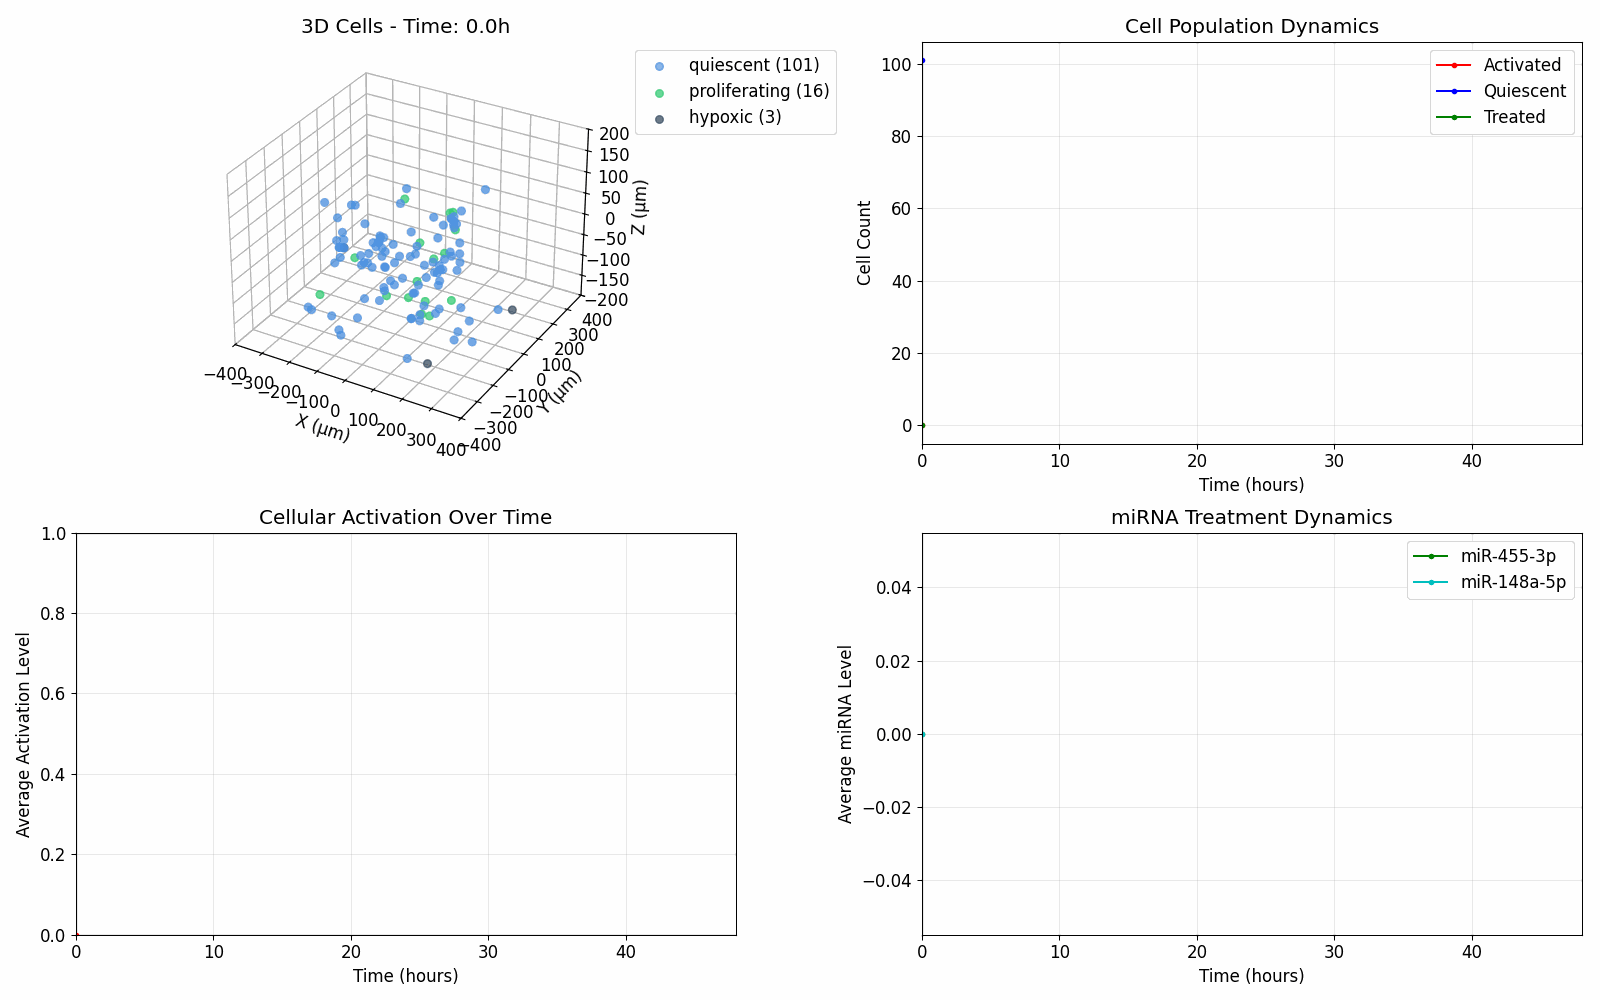 3D Cells - Time: 0.0h
quiescent (101)
proliferating (16)
hypoxic (3)
200
150
100
50
0
−50
−100
−150
−200
Z (μm)
400
300
200
100
0
−100
−200
−300
−400
Y (μm)
−400
−300
−200
−100
0
100
200
300
400
X (μm)
Cell Population Dynamics
Activated
Quiescent
Treated
100
80
60
40
20
0
Cell Count
0 10 20 30 40
Time (hours)
Cellular Activation Over Time
1.0
0.8
0.6
0.4
0.2
0.0
Average Activation Level
0 10 20 30 40
Time (hours)
miRNA Treatment Dynamics
miR-455-3p
miR-148a-5p
0.04
0.02
0.00
−0.02
−0.04
Average miRNA Level
0 10 20 30 40
Time (hours)